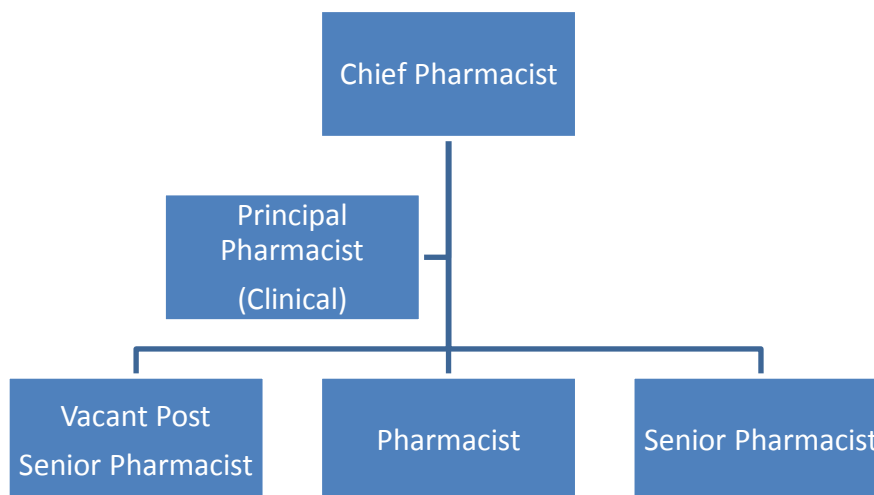 Chief Pharmacist
Principal
Pharmacist
(Clinical)
Vacant Post
Senior Pharmacist
Pharmacist
Senior Pharmacist